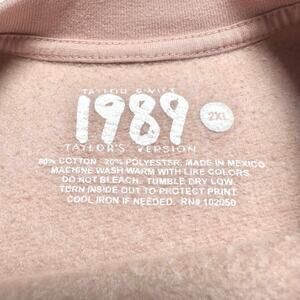 TAYLOR SWIFT
1989
2XL
TAYLOR'S VERSION
80% COTTON - 20% POLYESTER. MADE IN MEXICO
MACHINE WASH WARM WITH LIKE COLORS.
DO NOT BLEACH. TUMBLE DRY LOW.
TURN INSIDE OUT TO PROTECT PRINT.
COOL IRON IF NEEDED. RN# 102050